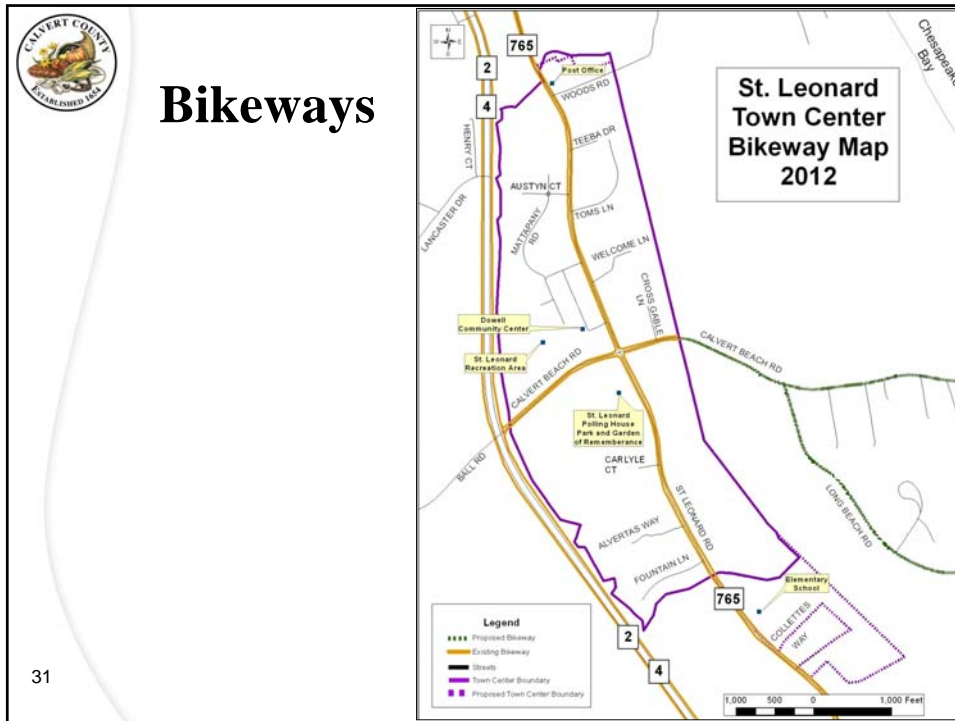 CALVERT COUNTY
ESTABLISHED 1654
Bikeways
St. Leonard
Town Center
Bikeway Map
2012
Chesapeake
Bay
N
W
E
S
765
2
4
Post Office
WOODS RD
HENRY CT
TEEBA DR
AUSTYN CT
LANCASTER DR
MATTAPANY
RD
TOMS LN
WELCOME LN
CROSS GABLE
LN
Dowell
Community Center
St. Leonard
Recreation Area
CALVERT BEACH RD
CALVERT BEACH RD
St. Leonard
Polling House
Park and Garden
of Rememberance
BALL RD
CARLYLE
CT
ST LEONARD RD
LONG BEACH RD
ALVERTAS WAY
FOUNTAIN LN
Elementary
School
765
COLLETTES
WAY
2
4
Legend
Proposed Bikeway
Existing Bikeway
Streets
Town Center Boundary
Proposed Town Center Boundary
1,000 500 0 1,000 Feet
31